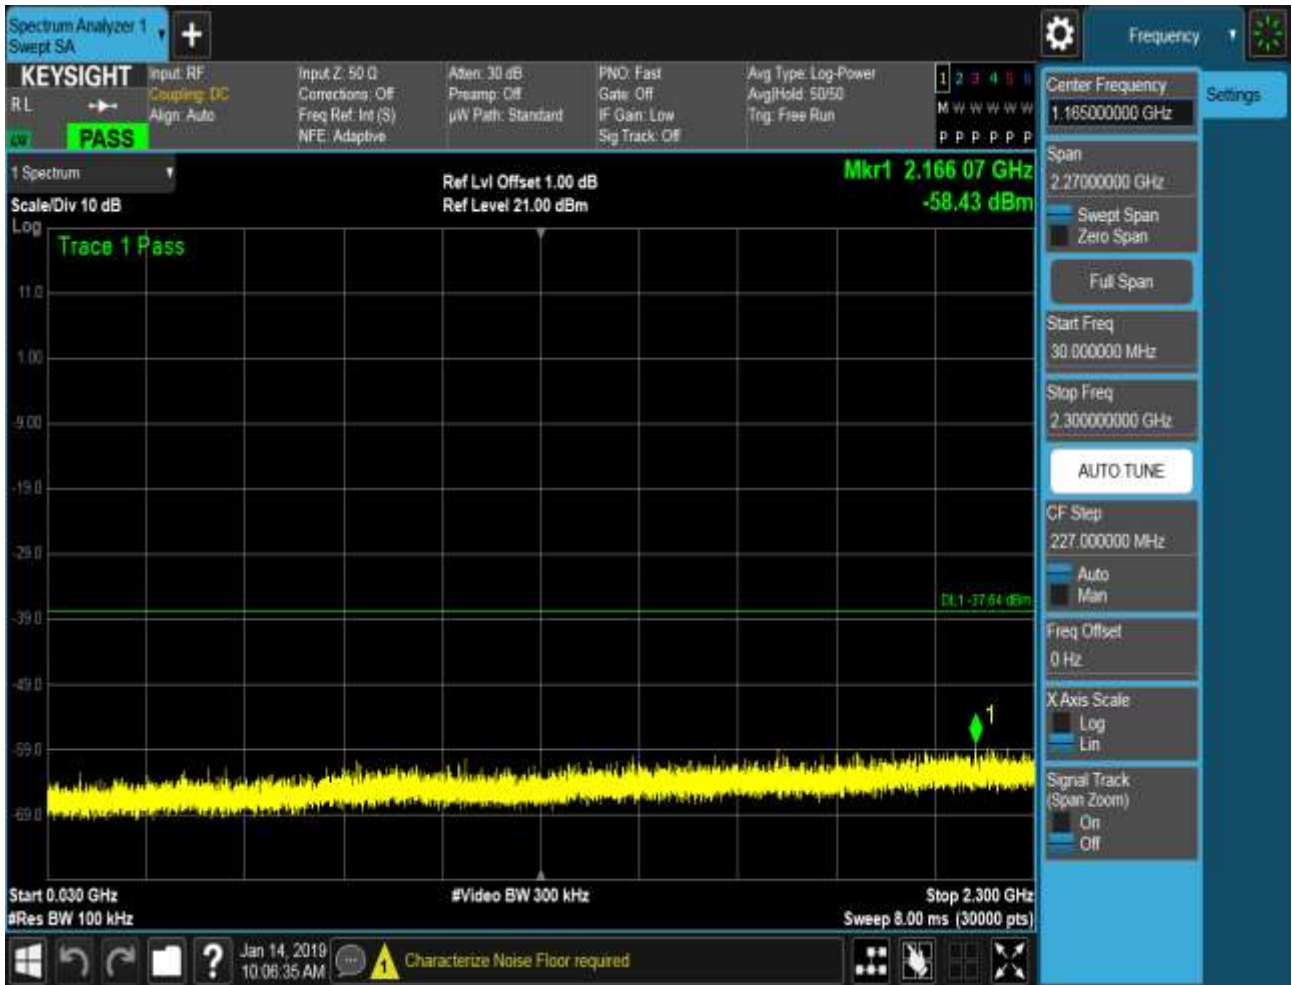 Spectrum Analyzer 1
Swept SA
Frequency
KEYSIGHT
RL
PASS
Input: RF
Coupling: DC
Align: Auto
Input Z: 50 Ω
Corrections: Off
Freq Ref: Int (S)
NFE: Adaptive
Atten: 30 dB
Preamp: Off
µW Path: Standard
PNO: Fast
Gate: Off
IF Gain: Low
Sig Track: Off
Avg Type: Log-Power
Avg|Hold: 50/50
Trig: Free Run
1 2 3 4 5 6
M W W W W W
P P P P P P
1 Spectrum
Scale/Div 10 dB
Log
Ref Lvl Offset 1.00 dB
Ref Level 21.00 dBm
Mkr1 2.166 07 GHz
-58.43 dBm
Trace 1 Pass
11.0
1.00
-9.00
-19.0
-29.0
-39.0
-49.0
-59.0
-69.0
DL1 -37.64 dBm
1
Start 0.030 GHz
#Res BW 100 kHz
#Video BW 300 kHz
Stop 2.300 GHz
Sweep 8.00 ms (30000 pts)
Center Frequency
1.165000000 GHz
Settings
Span
2.27000000 GHz
Swept Span
Zero Span
Full Span
Start Freq
30.000000 MHz
Stop Freq
2.300000000 GHz
AUTO TUNE
CF Step
227.000000 MHz
Auto
Man
Freq Offset
0 Hz
X Axis Scale
Log
Lin
Signal Track
(Span Zoom)
On
Off
?
Jan 14, 2019
10:06:35 AM
1
Characterize Noise Floor required